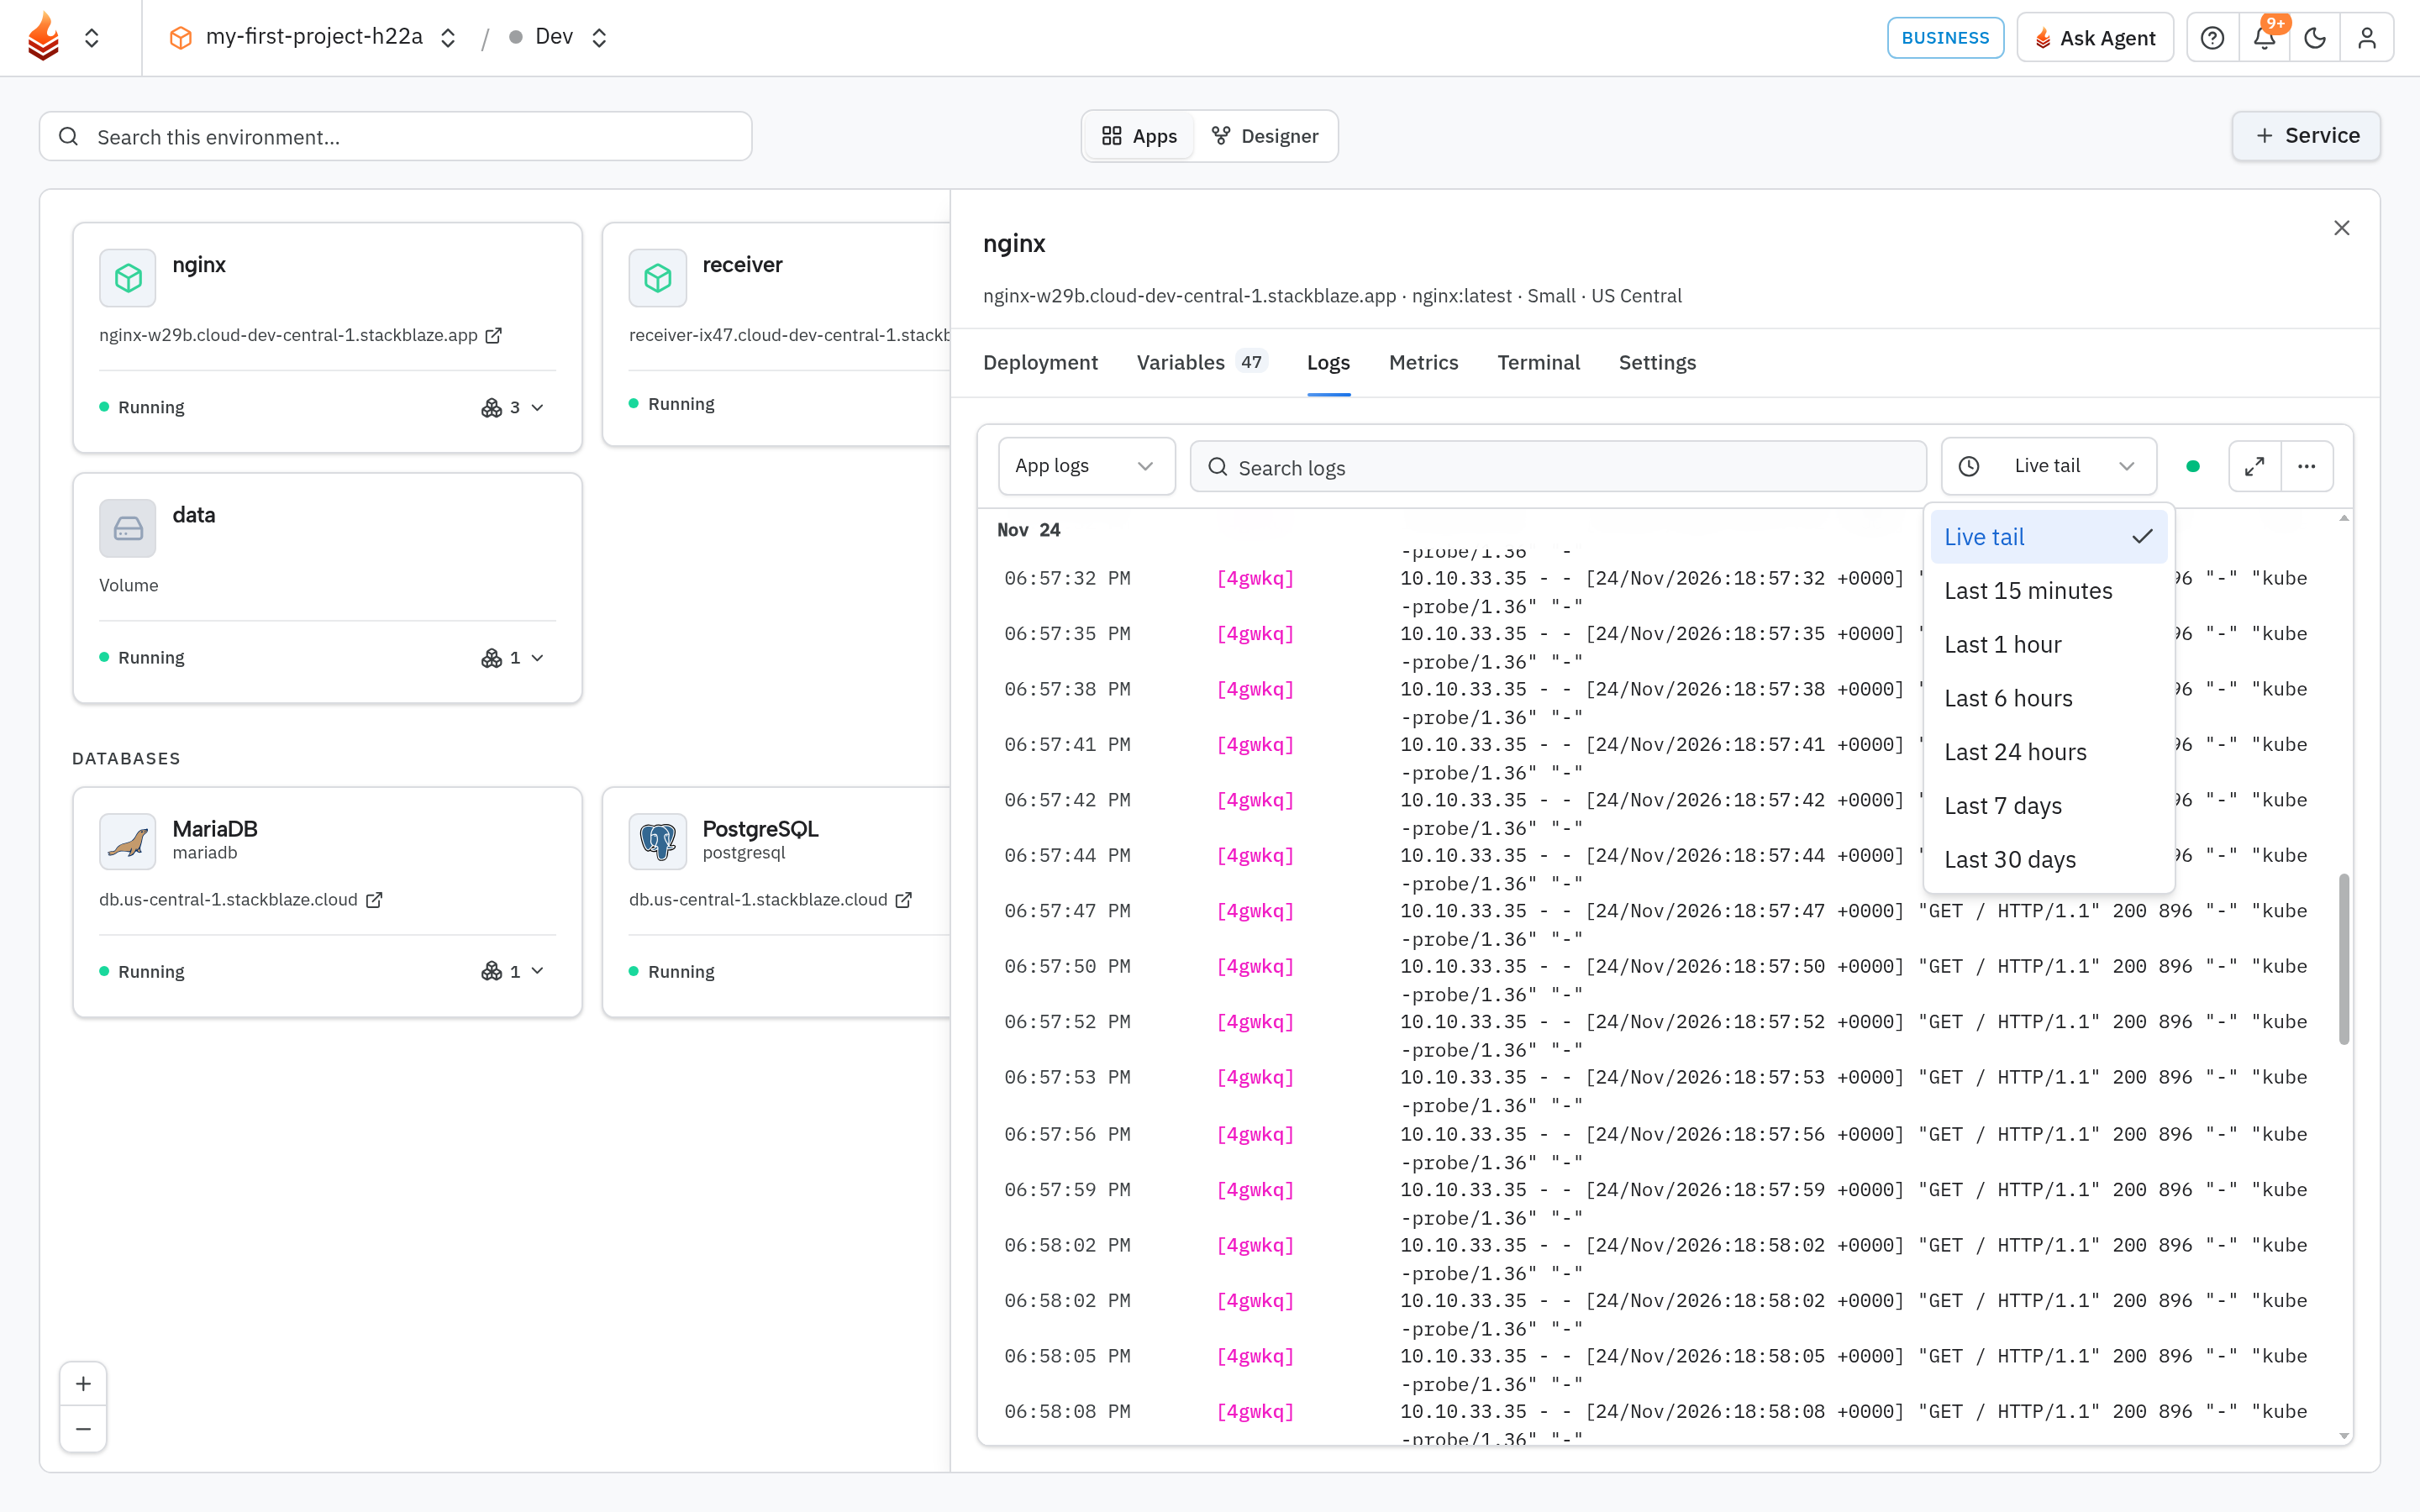 my-first-project-h22a / Dev
BUSINESS
Ask Agent
9+
Search this environment...
Apps
Designer
+ Service
nginx
nginx-w29b.cloud-dev-central-1.stackblaze.app
Running
3
receiver
receiver-ix47.cloud-dev-central-1.stackb
Running
data
Volume
Running
1
DATABASES
MariaDB
mariadb
db.us-central-1.stackblaze.cloud
Running
1
PostgreSQL
postgresql
db.us-central-1.stackblaze.cloud
Running
nginx
nginx-w29b.cloud-dev-central-1.stackblaze.app · nginx:latest · Small · US Central
Deployment Variables 47 Logs Metrics Terminal Settings
App logs
Search logs
Live tail
Live tail
Last 15 minutes
Last 1 hour
Last 6 hours
Last 24 hours
Last 7 days
Last 30 days
Nov 24
-probe/1.36" "-"
06:57:32 PM [4gwkq] 10.10.33.35 - - [24/Nov/2026:18:57:32 +0000] " 96 "-" "kube
-probe/1.36" "-"
06:57:35 PM [4gwkq] 10.10.33.35 - - [24/Nov/2026:18:57:35 +0000] " 96 "-" "kube
-probe/1.36" "-"
06:57:38 PM [4gwkq] 10.10.33.35 - - [24/Nov/2026:18:57:38 +0000] " 96 "-" "kube
-probe/1.36" "-"
06:57:41 PM [4gwkq] 10.10.33.35 - - [24/Nov/2026:18:57:41 +0000] " 96 "-" "kube
-probe/1.36" "-"
06:57:42 PM [4gwkq] 10.10.33.35 - - [24/Nov/2026:18:57:42 +0000] " 96 "-" "kube
-probe/1.36" "-"
06:57:44 PM [4gwkq] 10.10.33.35 - - [24/Nov/2026:18:57:44 +0000] " 96 "-" "kube
-probe/1.36" "-"
06:57:47 PM [4gwkq] 10.10.33.35 - - [24/Nov/2026:18:57:47 +0000] "GET / HTTP/1.1" 200 896 "-" "kube
-probe/1.36" "-"
06:57:50 PM [4gwkq] 10.10.33.35 - - [24/Nov/2026:18:57:50 +0000] "GET / HTTP/1.1" 200 896 "-" "kube
-probe/1.36" "-"
06:57:52 PM [4gwkq] 10.10.33.35 - - [24/Nov/2026:18:57:52 +0000] "GET / HTTP/1.1" 200 896 "-" "kube
-probe/1.36" "-"
06:57:53 PM [4gwkq] 10.10.33.35 - - [24/Nov/2026:18:57:53 +0000] "GET / HTTP/1.1" 200 896 "-" "kube
-probe/1.36" "-"
06:57:56 PM [4gwkq] 10.10.33.35 - - [24/Nov/2026:18:57:56 +0000] "GET / HTTP/1.1" 200 896 "-" "kube
-probe/1.36" "-"
06:57:59 PM [4gwkq] 10.10.33.35 - - [24/Nov/2026:18:57:59 +0000] "GET / HTTP/1.1" 200 896 "-" "kube
-probe/1.36" "-"
06:58:02 PM [4gwkq] 10.10.33.35 - - [24/Nov/2026:18:58:02 +0000] "GET / HTTP/1.1" 200 896 "-" "kube
-probe/1.36" "-"
06:58:02 PM [4gwkq] 10.10.33.35 - - [24/Nov/2026:18:58:02 +0000] "GET / HTTP/1.1" 200 896 "-" "kube
-probe/1.36" "-"
06:58:05 PM [4gwkq] 10.10.33.35 - - [24/Nov/2026:18:58:05 +0000] "GET / HTTP/1.1" 200 896 "-" "kube
-probe/1.36" "-"
06:58:08 PM [4gwkq] 10.10.33.35 - - [24/Nov/2026:18:58:08 +0000] "GET / HTTP/1.1" 200 896 "-" "kube
-probe/1.36" "-"